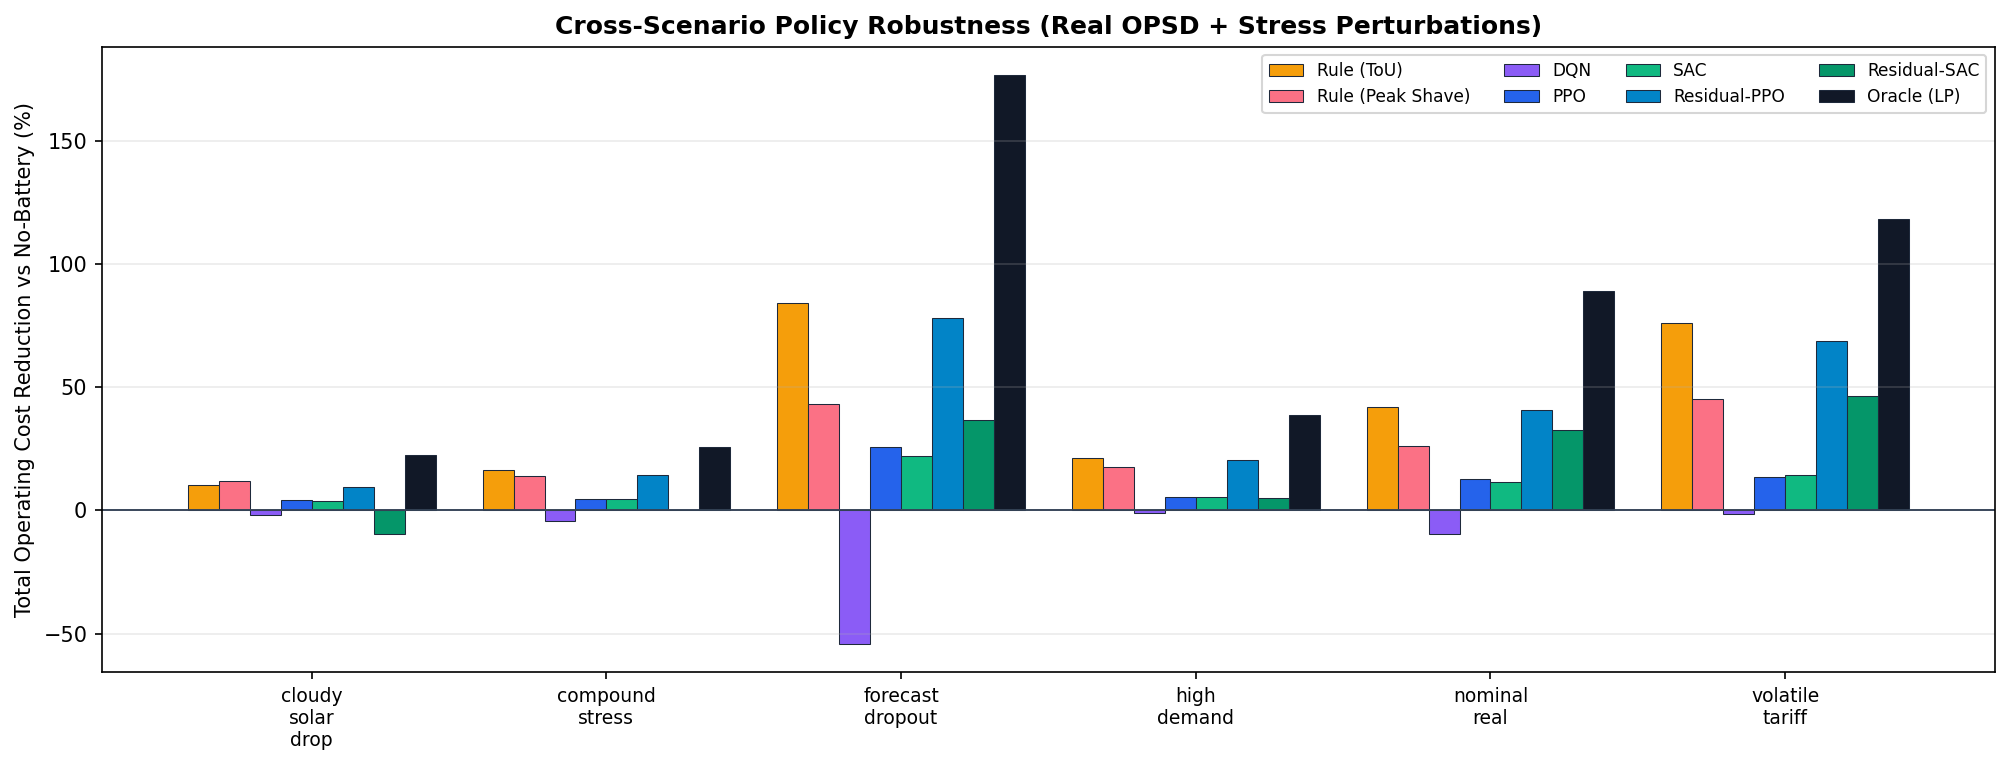 Cross-Scenario Policy Robustness (Real OPSD + Stress Perturbations)
Total Operating Cost Reduction vs No-Battery (%)
150
100
50
0
−50
Rule (ToU)
Rule (Peak Shave)
DQN
PPO
SAC
Residual-PPO
Residual-SAC
Oracle (LP)
cloudy
solar
drop
compound
stress
forecast
dropout
high
demand
nominal
real
volatile
tariff